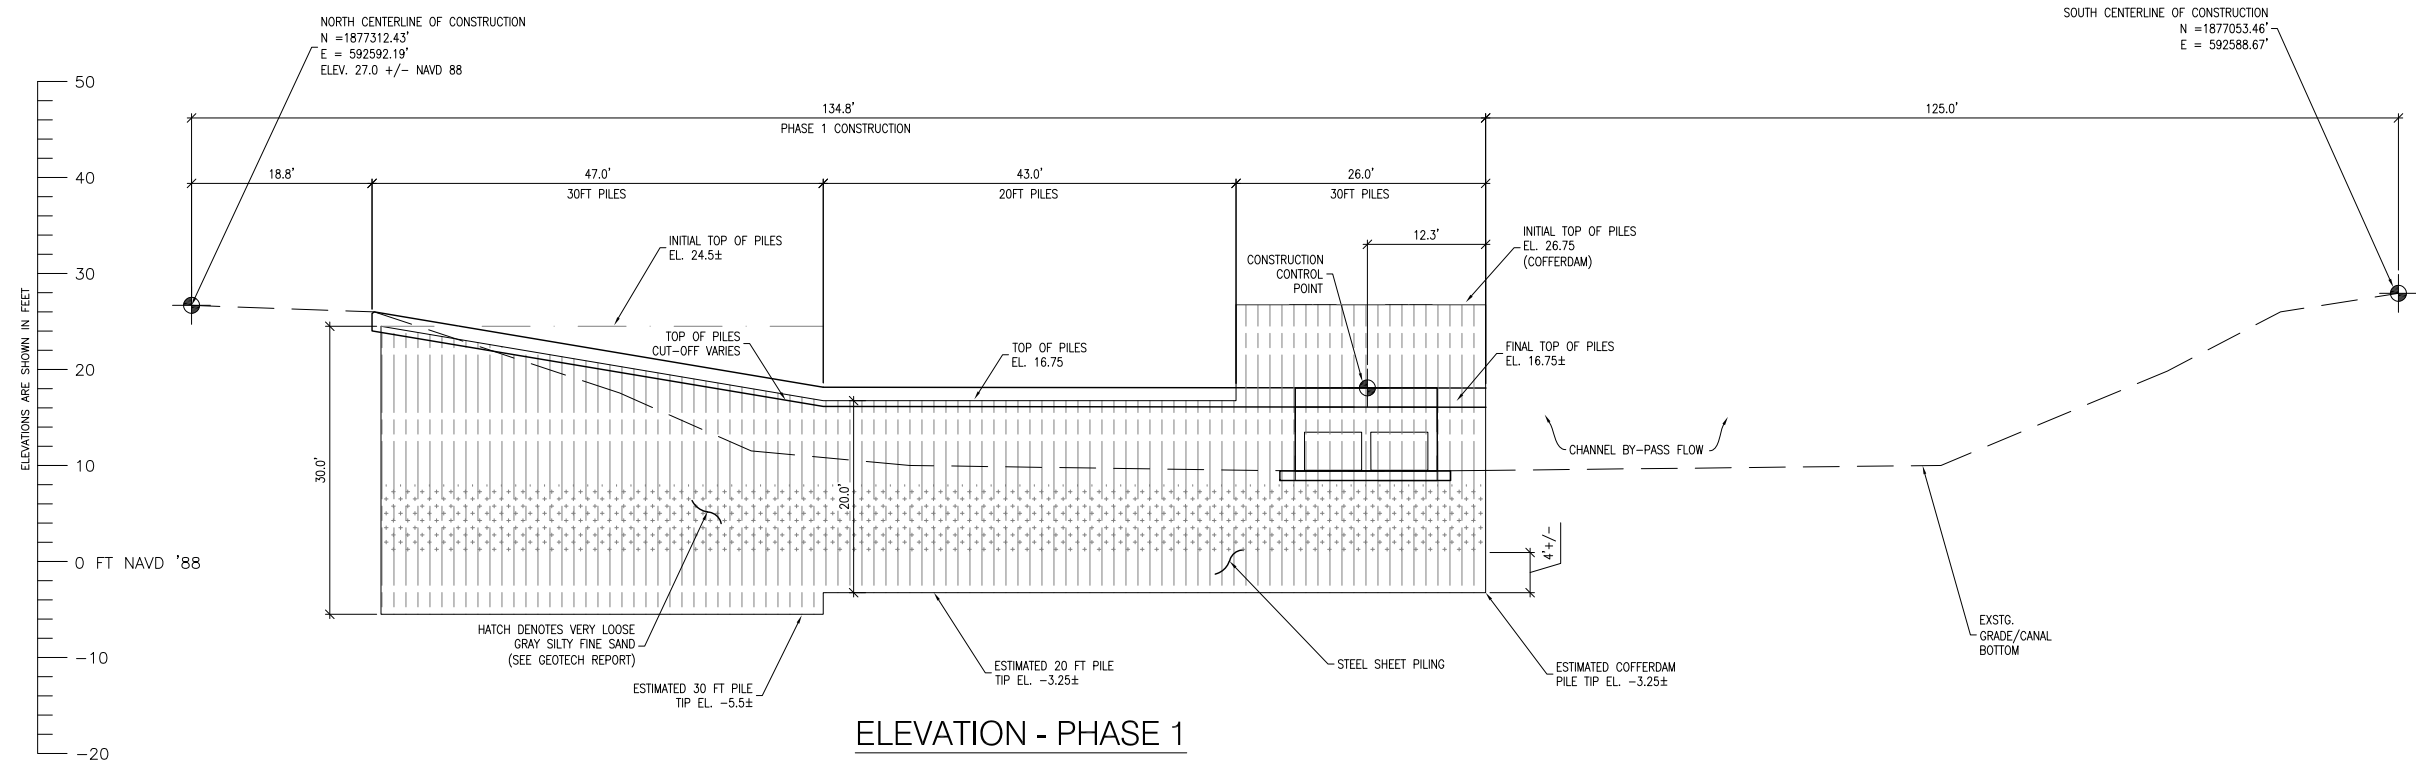 NORTH CENTERLINE OF CONSTRUCTION
N =1877312.43'
E = 592592.19'
ELEV. 27.0 +/- NAVD 88
SOUTH CENTERLINE OF CONSTRUCTION
N =1877053.46'
E = 592588.67'
ELEVATIONS ARE SHOWN IN FEET
50
40
30
20
10
0 FT NAVD '88
-10
-20
134.8'
PHASE 1 CONSTRUCTION
125.0'
18.8'
47.0'
30FT PILES
43.0'
20FT PILES
26.0'
30FT PILES
12.3'
INITIAL TOP OF PILES
EL. 24.5±
CONSTRUCTION
CONTROL
POINT
INITIAL TOP OF PILES
EL. 26.75
(COFFERDAM)
TOP OF PILES
CUT-OFF VARIES
TOP OF PILES
EL. 16.75
FINAL TOP OF PILES
EL. 16.75±
30.0'
20.0'
CHANNEL BY-PASS FLOW
4'+/-
HATCH DENOTES VERY LOOSE
GRAY SILTY FINE SAND
(SEE GEOTECH REPORT)
ESTIMATED 30 FT PILE
TIP EL. -5.5±
ESTIMATED 20 FT PILE
TIP EL. -3.25±
STEEL SHEET PILING
ESTIMATED COFFERDAM
PILE TIP EL. -3.25±
EXSTG.
GRADE/CANAL
BOTTOM
ELEVATION - PHASE 1